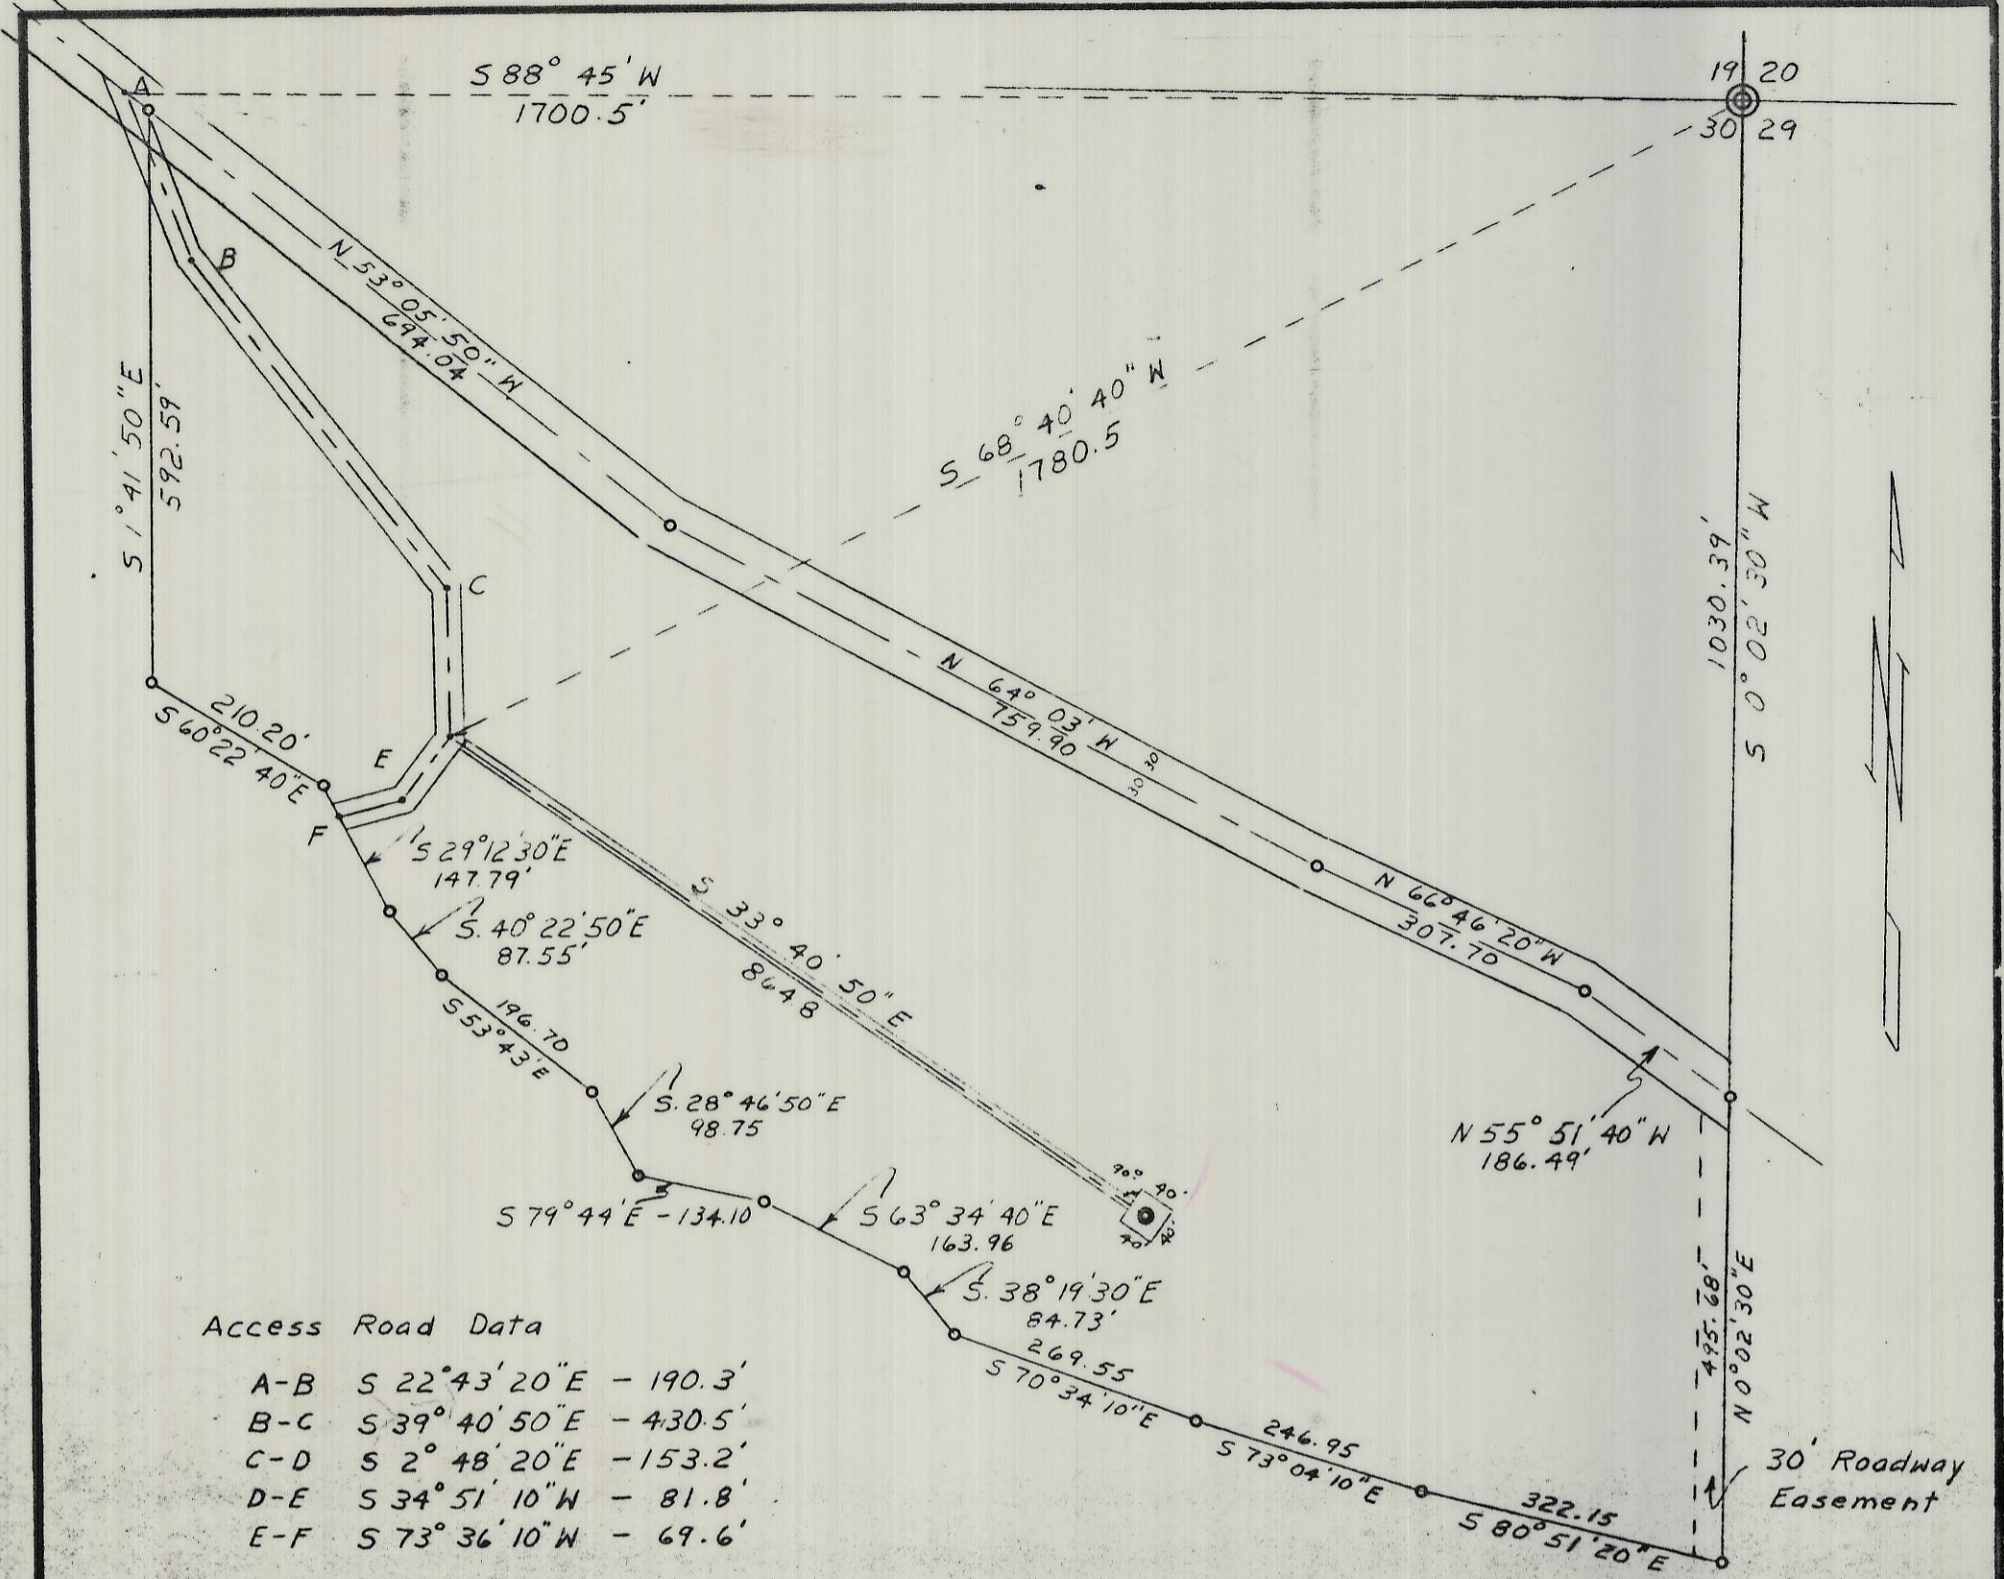 S 88° 45' W
1700.5'
19 20
30 29
A
B
N 53° 05' 50" W
694.04
S 1° 41' 50" E
592.59'
S 68° 40' 40" W
1780.5
C
1030.39'
S 0° 02' 30" W
N 64° 03' W
759.90
30
30
210.20'
S 60° 22' 40" E
E
F
S 29° 12' 30" E
147.79'
S. 40° 22' 50" E
87.55'
S 33° 40' 50" E
864.8
N 66° 46' 20" W
307.70
196.70
S 53° 43' E
S. 28° 46' 50" E
98.75
N 55° 51' 40" W
186.49'
90°
40'
40'
40'
S 79° 44' E - 134.10
S 63° 34' 40" E
163.96
S. 38° 19' 30" E
84.73'
495.68'
N 0° 02' 30" E
269.55
S 70° 34' 10" E
246.95
S 73° 04' 10" E
322.15
S 80° 51' 20" E
30' Roadway
Easement
Access Road Data
A-B S 22° 43' 20" E - 190.3'
B-C S 39° 40' 50" E - 430.5'
C-D S 2° 48' 20" E - 153.2'
D-E S 34° 51' 10" W - 81.8'
E-F S 73° 36' 10" W - 69.6'